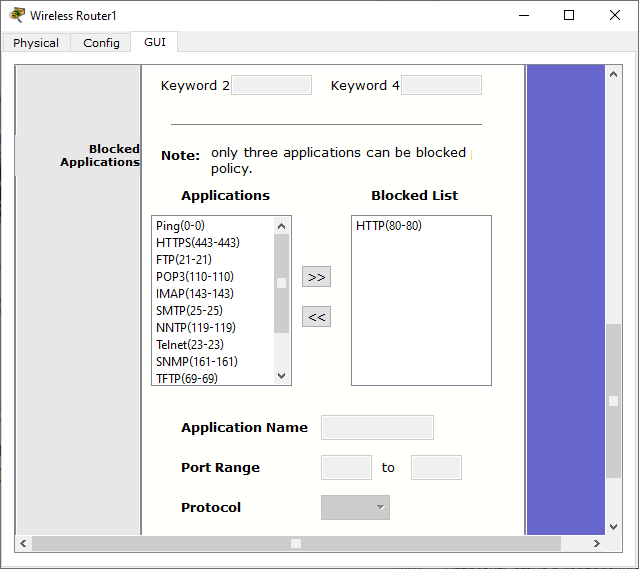 Wireless Router1
Physical Config GUI
Keyword 2 Keyword 4
Blocked
Applications
Note: only three applications can be blocked
policy.
Applications Blocked List
Ping(0-0) HTTP(80-80)
HTTPS(443-443)
FTP(21-21)
POP3(110-110)
>>
IMAP(143-143)
SMTP(25-25)
<<
NNTP(119-119)
Telnet(23-23)
SNMP(161-161)
TFTP(69-69)
Application Name
Port Range to
Protocol